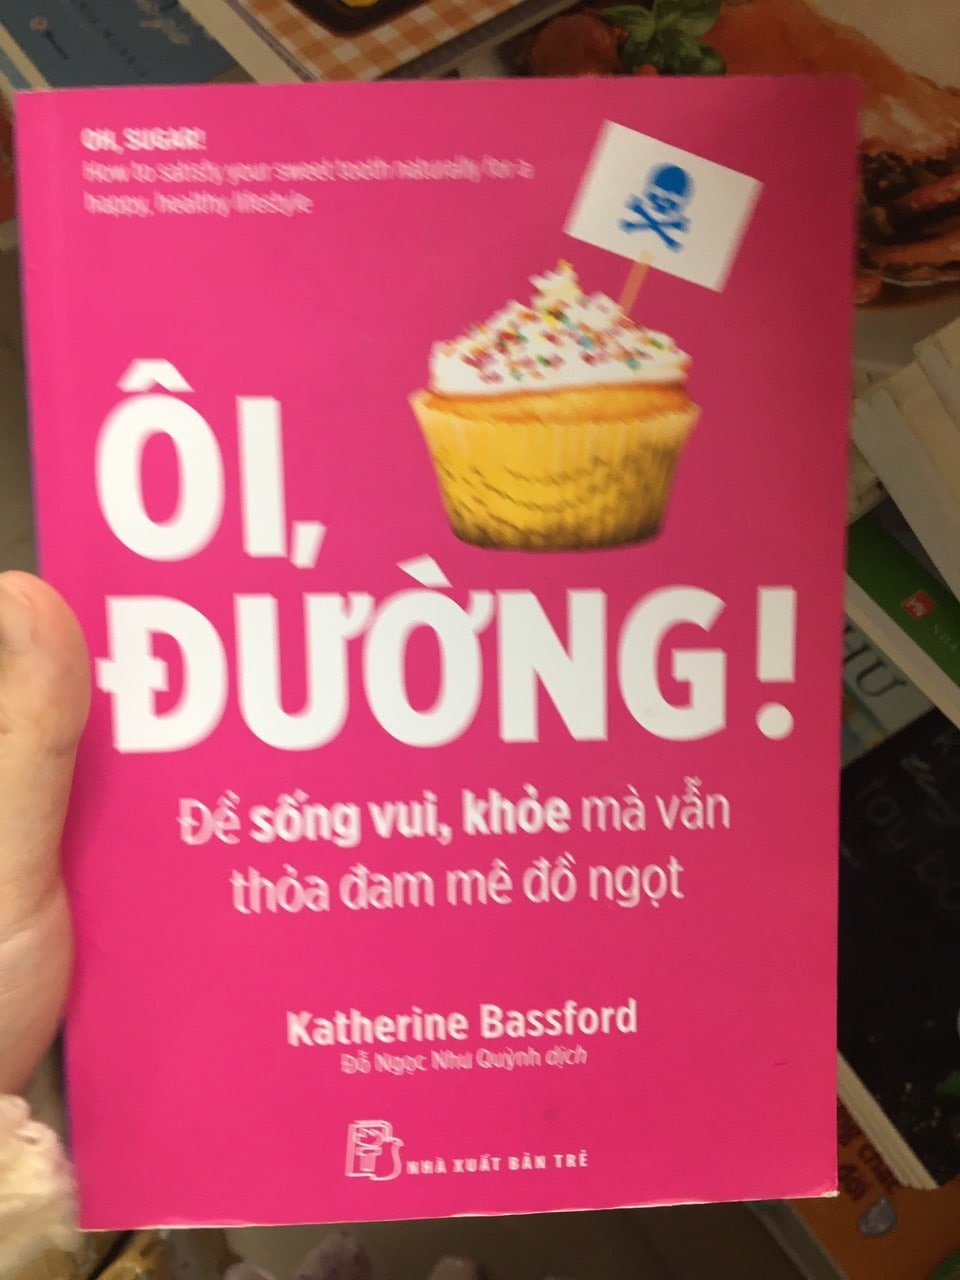 OH, SUGAR!
How to satisfy your sweet tooth naturally for a
happy, healthy lifestyle
ÔI,
ĐƯỜNG!
Để sống vui, khỏe mà vẫn
thỏa đam mê đồ ngọt
Katherine Bassford
Đỗ Ngọc Như Quỳnh dịch
NHÀ XUẤT BẢN TRẺ